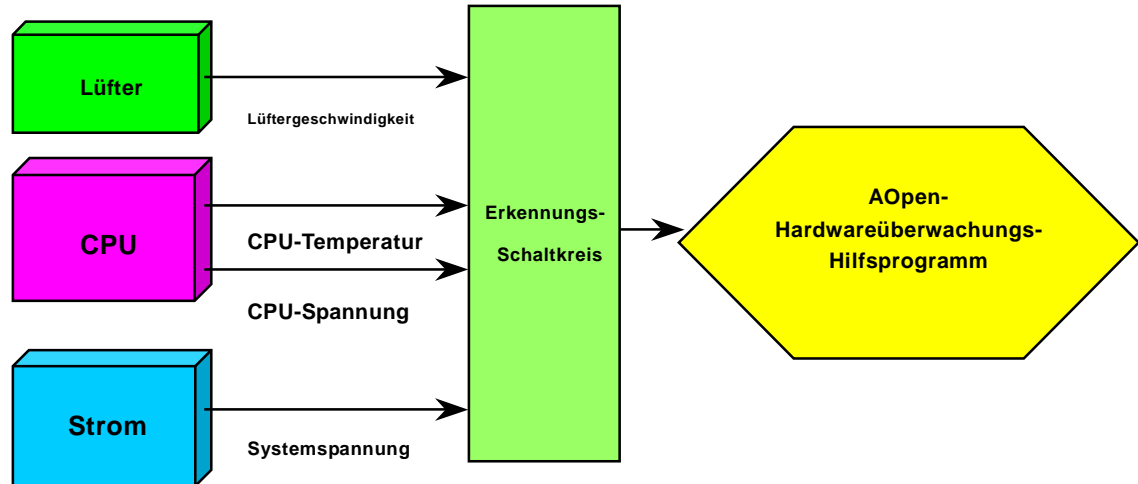 Lüfter
Lüftergeschwindigkeit
CPU
CPU-Temperatur
CPU-Spannung
Strom
Systemspannung
Erkennungs-
Schaltkreis
AOpen-
Hardwareüberwachungs-
Hilfsprogramm